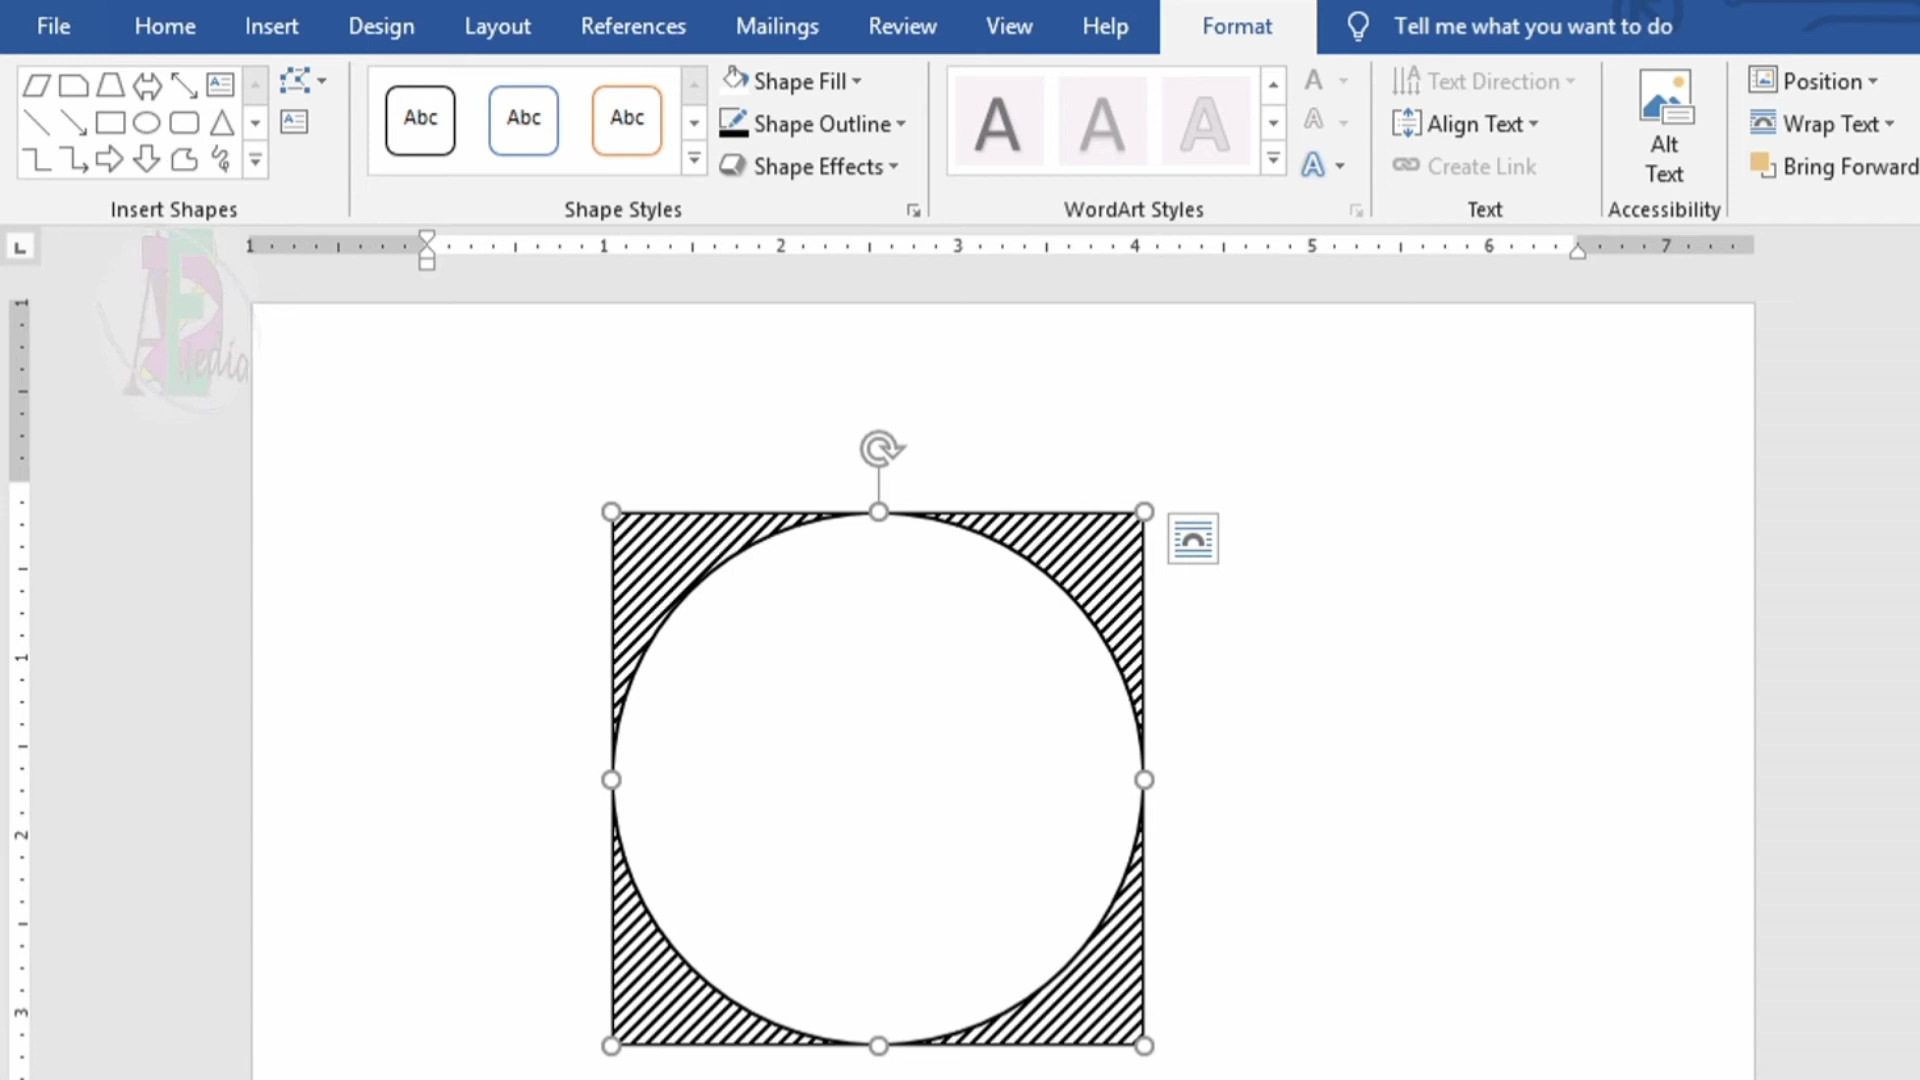 File Home Insert Design Layout References Mailings Review View Help Format Tell me what you want to do
Abc Abc Abc
Shape Fill
Shape Outline
Shape Effects
A A A
A
A
A
Text Direction
Align Text
Create Link
Alt
Text
Position
Wrap Text
Bring Forward
Insert Shapes Shape Styles WordArt Styles Text Accessibility
L 1 1 2 3 4 5 6 7
AE
Media
1
1
2
3